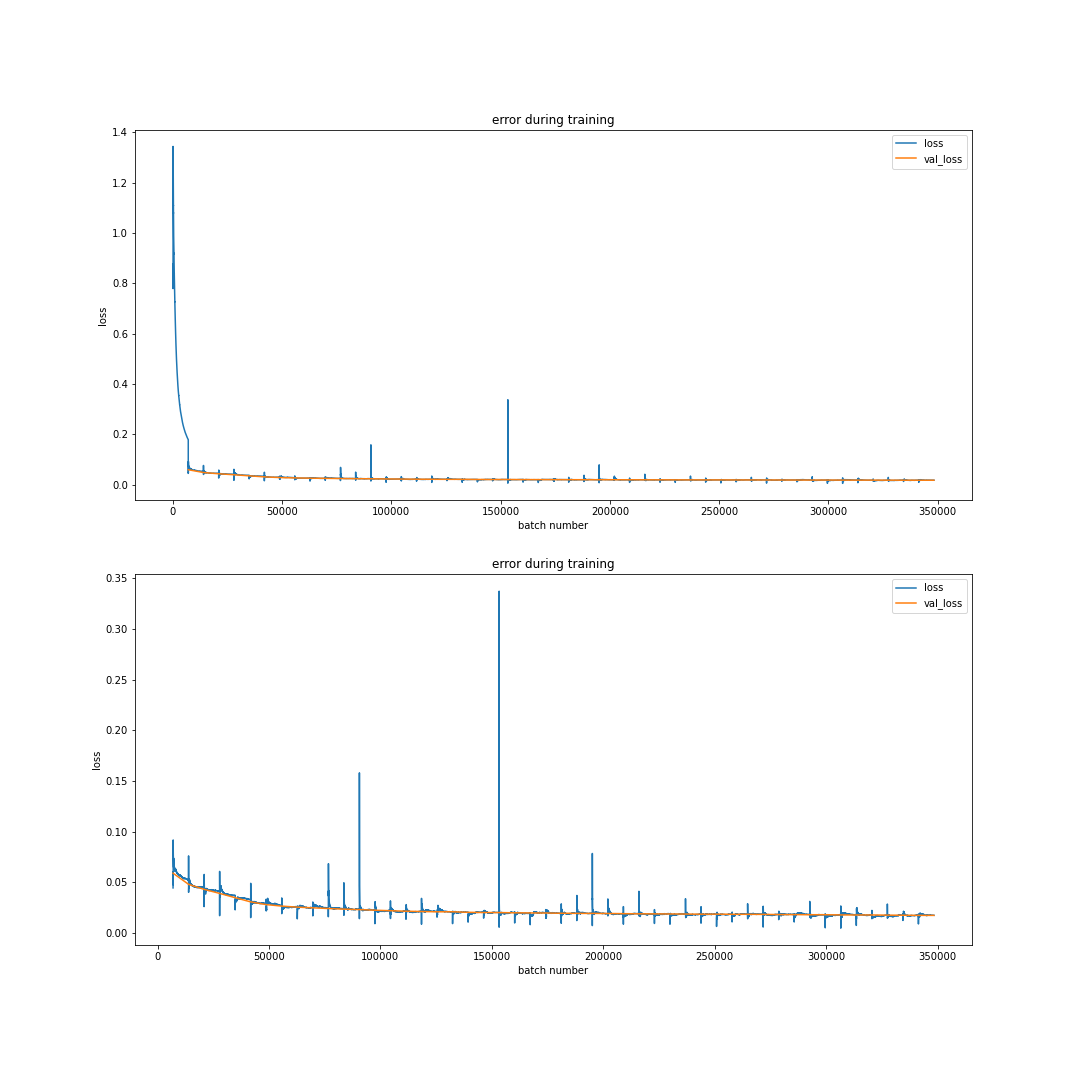 error during training
1.4
1.2
1.0
0.8
0.6
0.4
0.2
0.0
loss
loss
val_loss
0 50000 100000 150000 200000 250000 300000 350000
batch number
error during training
0.35
0.30
0.25
0.20
0.15
0.10
0.05
0.00
loss
loss
val_loss
0 50000 100000 150000 200000 250000 300000 350000
batch number